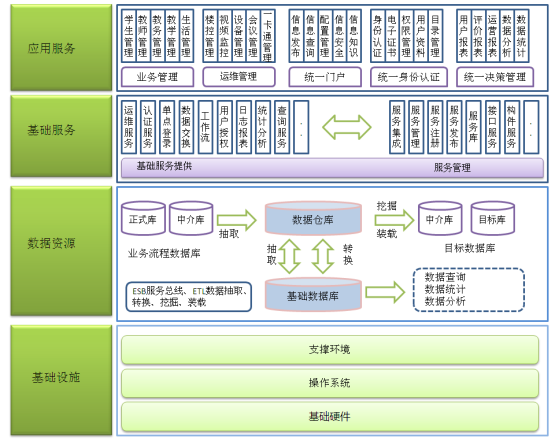 应用服务
学生管理
教师管理
教务管理
教学管理
生活管理
业务管理
楼控管理
视频监控
设备管理
会议管理
一卡通管理
运维管理
信息发布
信息查询
配置管理
信息安全
信息知识
统一门户
身份认证
电子证书
权限管理
用户资料
目录管理
统一身份认证
用户报表
评价报表
运营报表
数据分析
数据统计
统一决策管理
基础服务
运维服务
认证服务
单点登录
数据交换
工作流
用户授权
日志报表
统计分析
查询服务
..
服务集成
服务管理
服务注册
服务发布
服务库
接口服务
构件服务
..
基础服务提供
服务管理
数据资源
正式库
中介库
抽取
数据仓库
挖掘
装载
中介库
目标库
业务流程数据库
抽取
转换
目标数据库
ESB服务总线、ETL数据抽取、
转换、挖掘、装载
基础数据库
数据查询
数据统计
数据分析
基础设施
支撑环境
操作系统
基础硬件